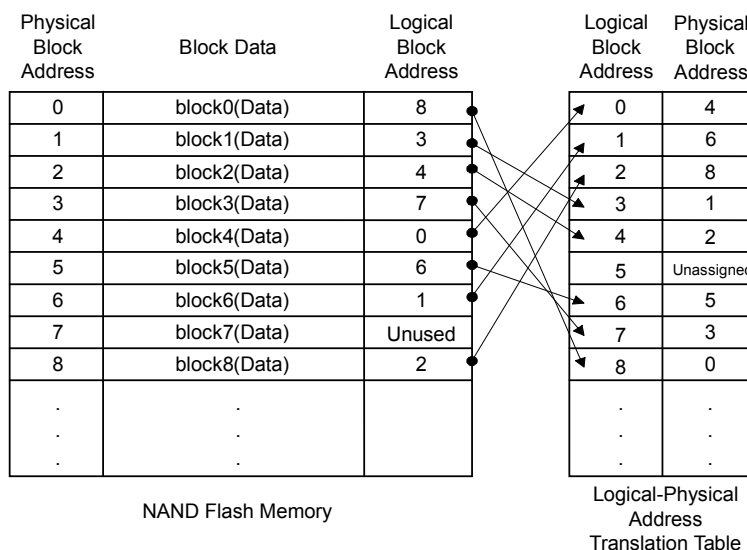 Physical Block Address
Block Data
Logical Block Address
Logical Block Address
Physical Block Address
0 block0(Data) 8
1 block1(Data) 3
2 block2(Data) 4
3 block3(Data) 7
4 block4(Data) 0
5 block5(Data) 6
6 block6(Data) 1
7 block7(Data) Unused
8 block8(Data) 2
. . .
. . .
. . .
0 4
1 6
2 8
3 1
4 2
5 Unassigned
6 5
7 3
8 0
. .
. .
. .
NAND Flash Memory
Logical-Physical
Address
Translation Table